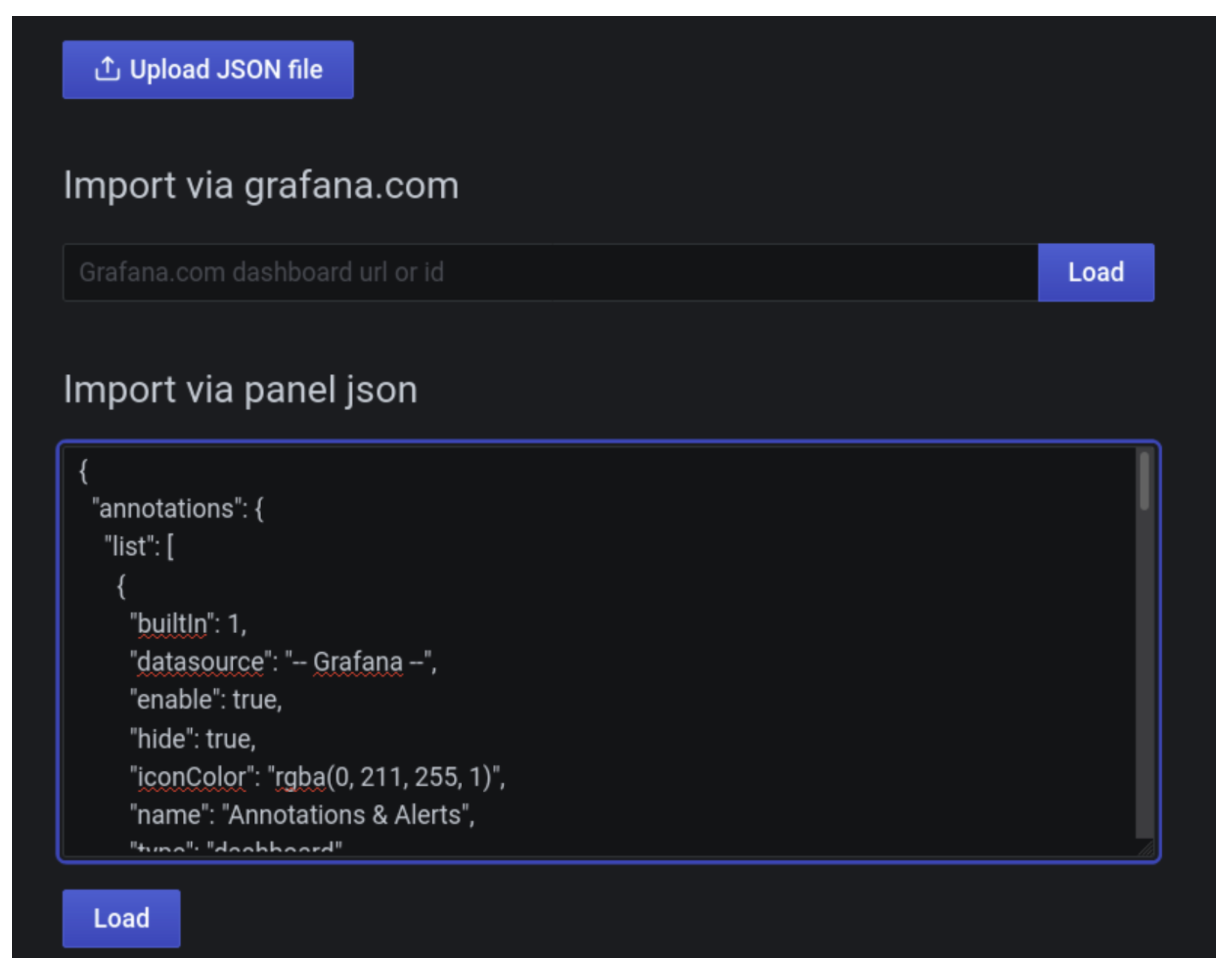 Upload JSON file
Import via grafana.com
Grafana.com dashboard url or id
Load
Import via panel json
{
"annotations": {
"list": [
{
"builtIn": 1,
"datasource": "-- Grafana --",
"enable": true,
"hide": true,
"iconColor": "rgba(0, 211, 255, 1)",
"name": "Annotations & Alerts",
"type": "dashboard"
Load